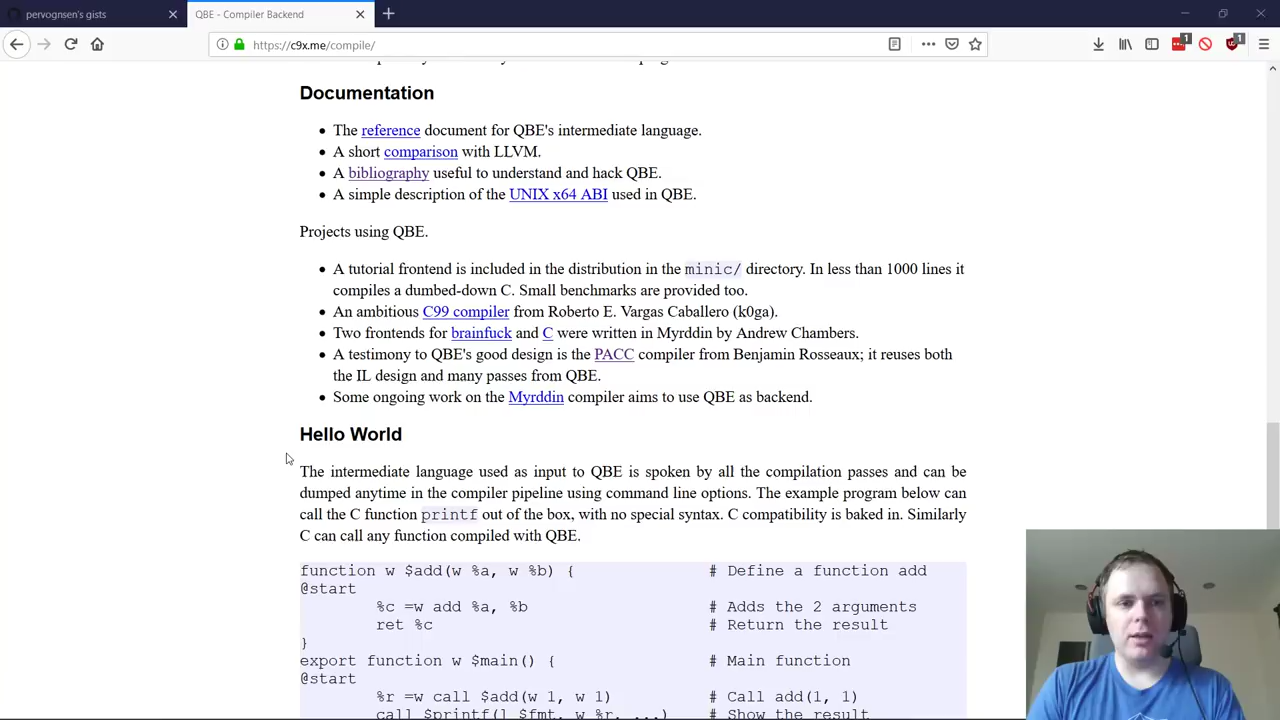 pervognsen's gists
QBE - Compiler Backend
https://c9x.me/compile/
1
1
Documentation
The reference document for QBE's intermediate language.
A short comparison with LLVM.
A bibliography useful to understand and hack QBE.
A simple description of the UNIX x64 ABI used in QBE.
Projects using QBE.
A tutorial frontend is included in the distribution in the minic/ directory. In less than 1000 lines it
compiles a dumbed-down C. Small benchmarks are provided too.
An ambitious C99 compiler from Roberto E. Vargas Caballero (k0ga).
Two frontends for brainfuck and C were written in Myrddin by Andrew Chambers.
A testimony to QBE's good design is the PACC compiler from Benjamin Rosseaux; it reuses both
the IL design and many passes from QBE.
Some ongoing work on the Myrddin compiler aims to use QBE as backend.
Hello World
The intermediate language used as input to QBE is spoken by all the compilation passes and can be
dumped anytime in the compiler pipeline using command line options. The example program below can
call the C function printf out of the box, with no special syntax. C compatibility is baked in. Similarly
C can call any function compiled with QBE.
function w $add(w %a, w %b) { # Define a function add
@start
%c =w add %a, %b # Adds the 2 arguments
ret %c # Return the result
}
export function w $main() { # Main function
@start
%r =w call $add(w 1, w 1) # Call add(1, 1)
call $printf(l $fmt, w %r, ...) # Show the result